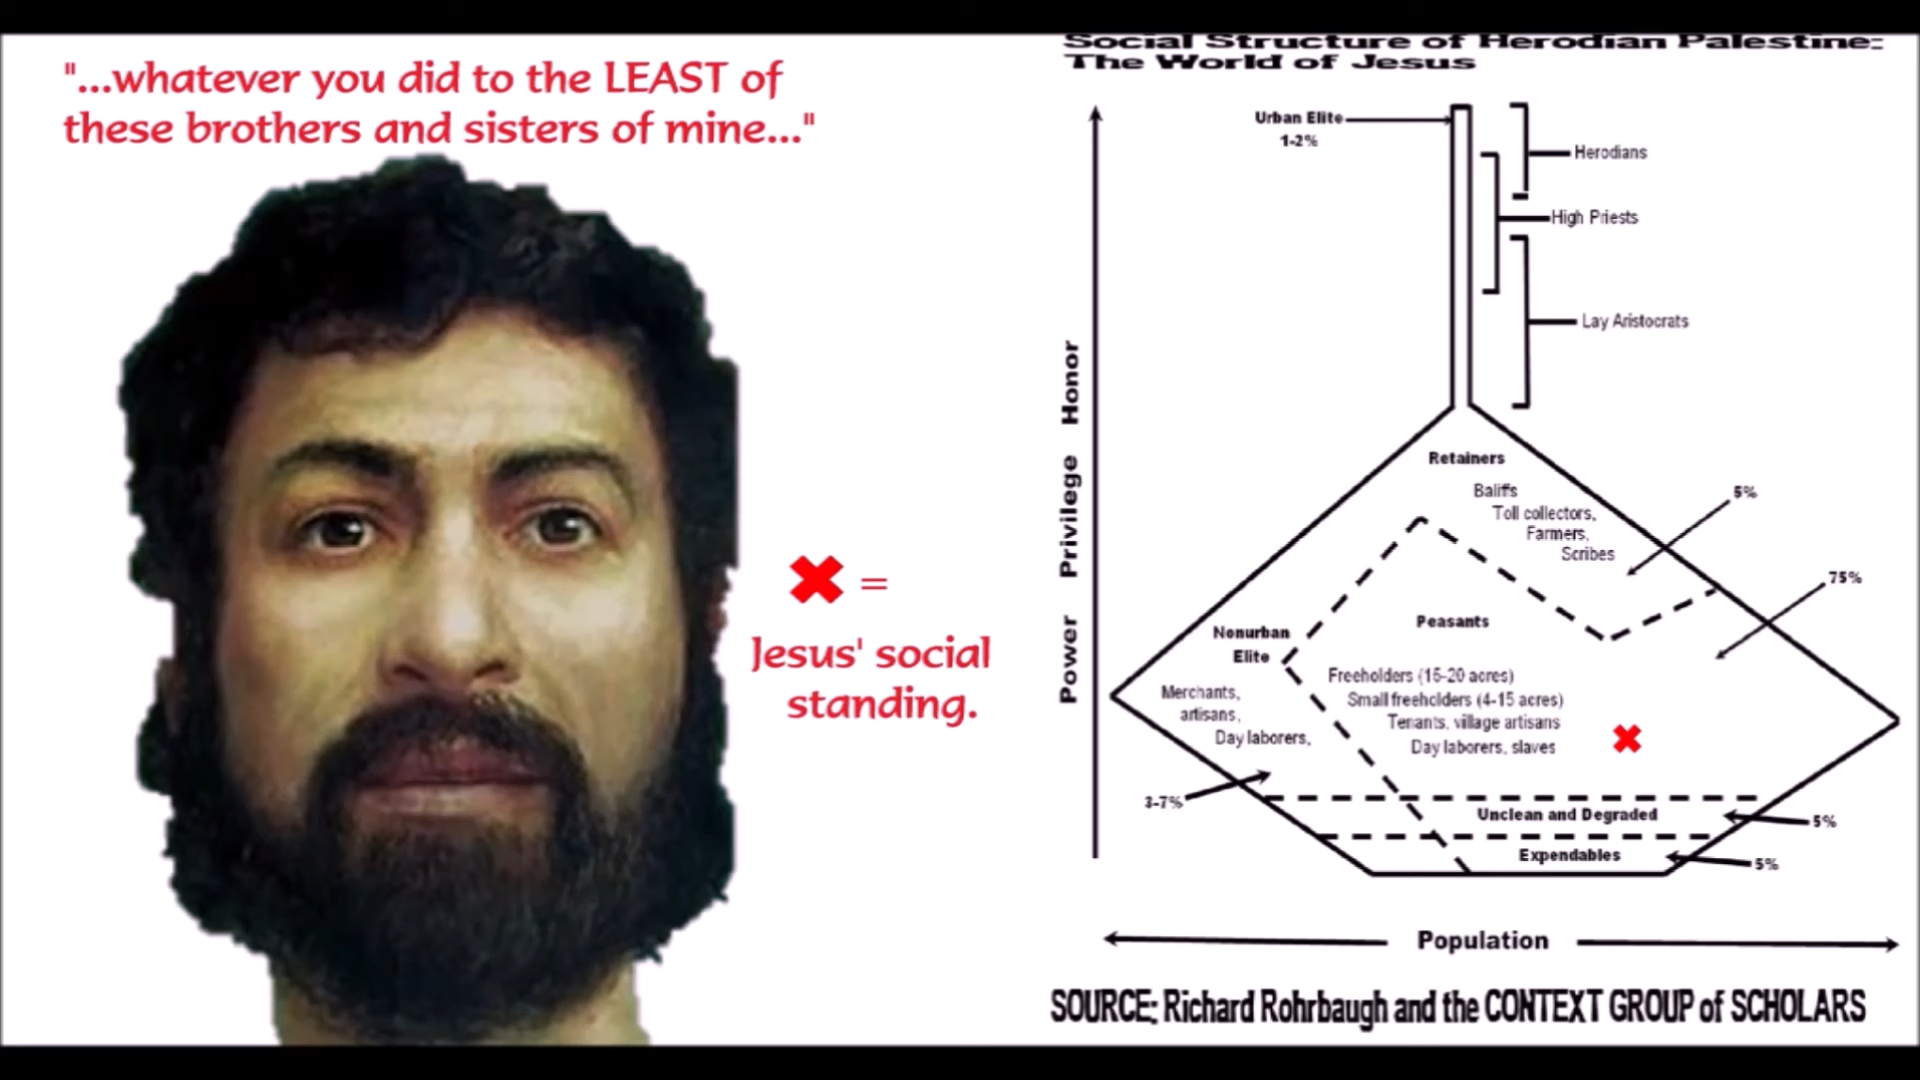 "...whatever you did to the LEAST of
these brothers and sisters of mine..."
✖ =
Jesus' social
standing.
Social Structure of Herodian Palestine:
The World of Jesus
Urban Elite
1-2%
Herodians
High Priests
Lay Aristocrats
Power Privilege Honor
Retainers
Baliffs
Toll collectors,
Farmers,
Scribes
5%
75%
Nonurban
Elite
Merchants,
artisans,
Day laborers,
3-7%
Peasants
Freeholders (15-20 acres)
Small freeholders (4-15 acres)
Tenants, village artisans
Day laborers, slaves
✖
Unclean and Degraded
5%
Expendables
5%
Population
SOURCE: Richard Rohrbaugh and the CONTEXT GROUP of SCHOLARS